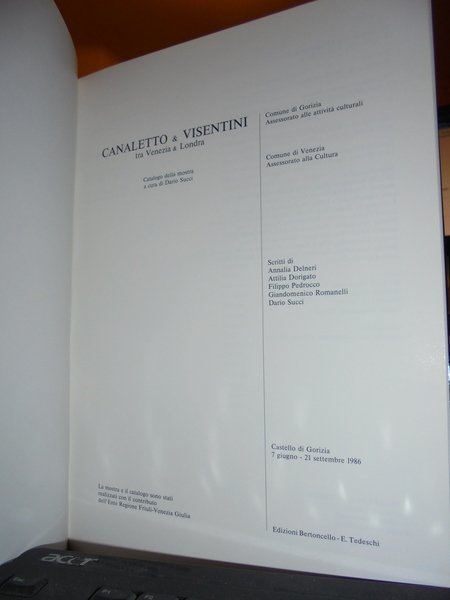 CANALETTO & VISENTINI
tra Venezia & Londra
Catalogo della mostra
a cura di Dario Succi
La mostra e il catalogo sono stati
realizzati con il contributo
dell'Ente Regione Friuli-Venezia Giulia
Comune di Gorizia
Assessorato alle attività culturali
Comune di Venezia
Assessorato alla Cultura
Scritti di
Annalia Delneri
Attilia Dorigato
Filippo Pedrocco
Giandomenico Romanelli
Dario Succi
Castello di Gorizia
7 giugno - 21 settembre 1986
Edizioni Bertoncello - E. Tedeschi
acer